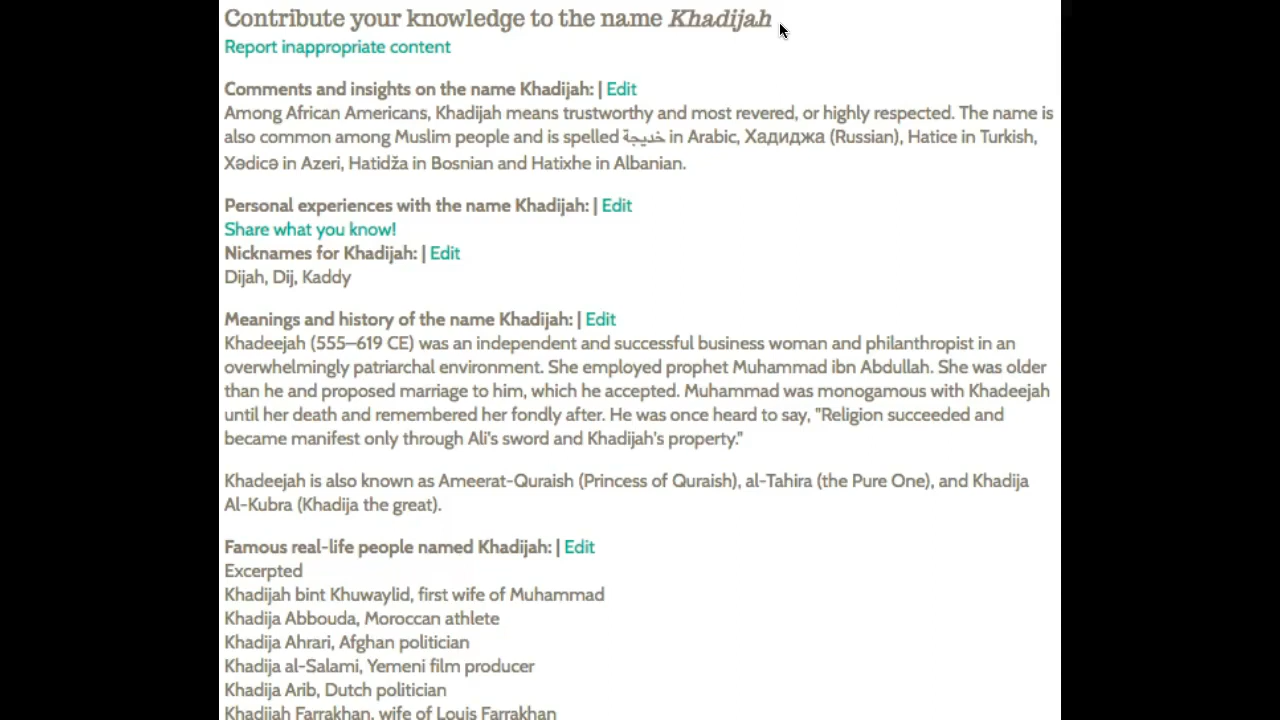 Contribute your knowledge to the name Khadijah
Report inappropriate content
Comments and insights on the name Khadijah: | Edit
Among African Americans, Khadijah means trustworthy and most revered, or highly respected. The name is
also common among Muslim people and is spelled خديجة in Arabic, Хадиджа (Russian), Hatice in Turkish,
Xədicə in Azeri, Hatidža in Bosnian and Hatixhe in Albanian.
Personal experiences with the name Khadijah: | Edit
Share what you know!
Nicknames for Khadijah: | Edit
Dijah, Dij, Kaddy
Meanings and history of the name Khadijah: | Edit
Khadeejah (555–619 CE) was an independent and successful business woman and philanthropist in an
overwhelmingly patriarchal environment. She employed prophet Muhammad ibn Abdullah. She was older
than he and proposed marriage to him, which he accepted. Muhammad was monogamous with Khadeejah
until her death and remembered her fondly after. He was once heard to say, "Religion succeeded and
became manifest only through Ali's sword and Khadijah's property."
Khadeejah is also known as Ameerat-Quraish (Princess of Quraish), al-Tahira (the Pure One), and Khadija
Al-Kubra (Khadija the great).
Famous real-life people named Khadijah: | Edit
Excerpted
Khadijah bint Khuwaylid, first wife of Muhammad
Khadija Abbouda, Moroccan athlete
Khadija Ahrari, Afghan politician
Khadija al-Salami, Yemeni film producer
Khadija Arib, Dutch politician
Khadijah Farrakhan, wife of Louis Farrakhan